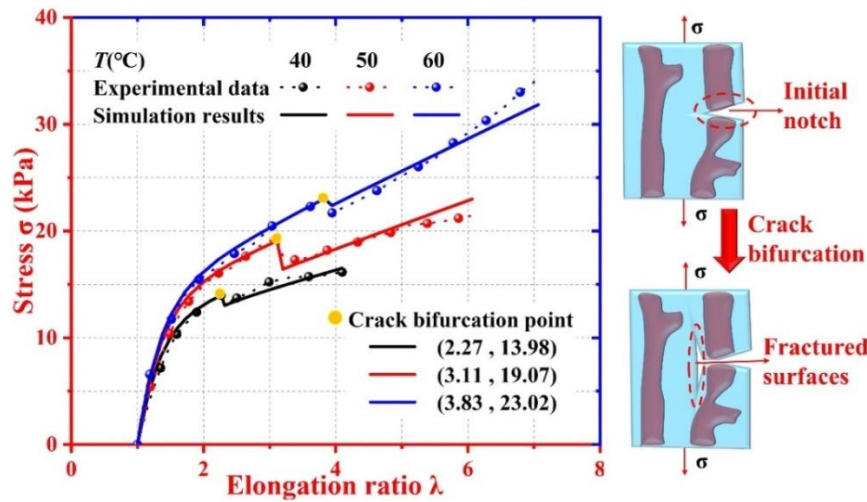 40
30
20
10
0
Stress σ (kPa)
T(°C) 40 50 60
Experimental data
Simulation results
Crack bifurcation point
(2.27 , 13.98)
(3.11 , 19.07)
(3.83 , 23.02)
0 2 4 6 8
Elongation ratio λ
σ
Initial
notch
σ
Crack
bifurcation
σ
Fractured
surfaces
σ